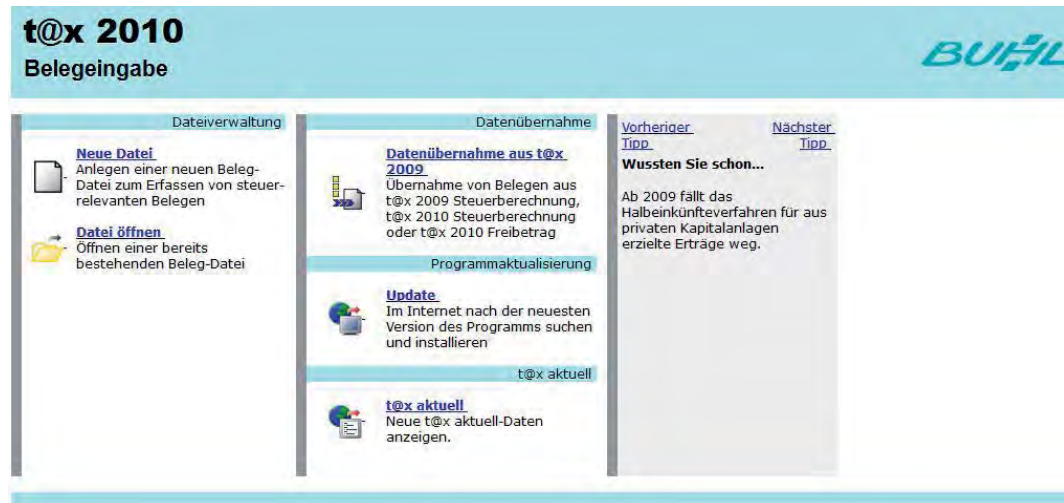 t@x 2010
Belegeingabe
BUHL
Dateiverwaltung
Neue Datei
Anlegen einer neuen Beleg-
Datei zum Erfassen von steuer-
relevanten Belegen
Datei öffnen
Öffnen einer bereits
bestehenden Beleg-Datei
Datenübernahme
Datenübernahme aus t@x
2009
Übernahme von Belegen aus
t@x 2009 Steuerberechnung,
t@x 2010 Steuerberechnung
oder t@x 2010 Freibetrag
Programmaktualisierung
Update
Im Internet nach der neuesten
Version des Programms suchen
und installieren
t@x aktuell
t@x aktuell
Neue t@x aktuell-Daten
anzeigen.
Vorheriger Nächster
Tipp Tipp
Wussten Sie schon...
Ab 2009 fällt das
Halbeinkünfteverfahren für aus
privaten Kapitalanlagen
erzielte Erträge weg.